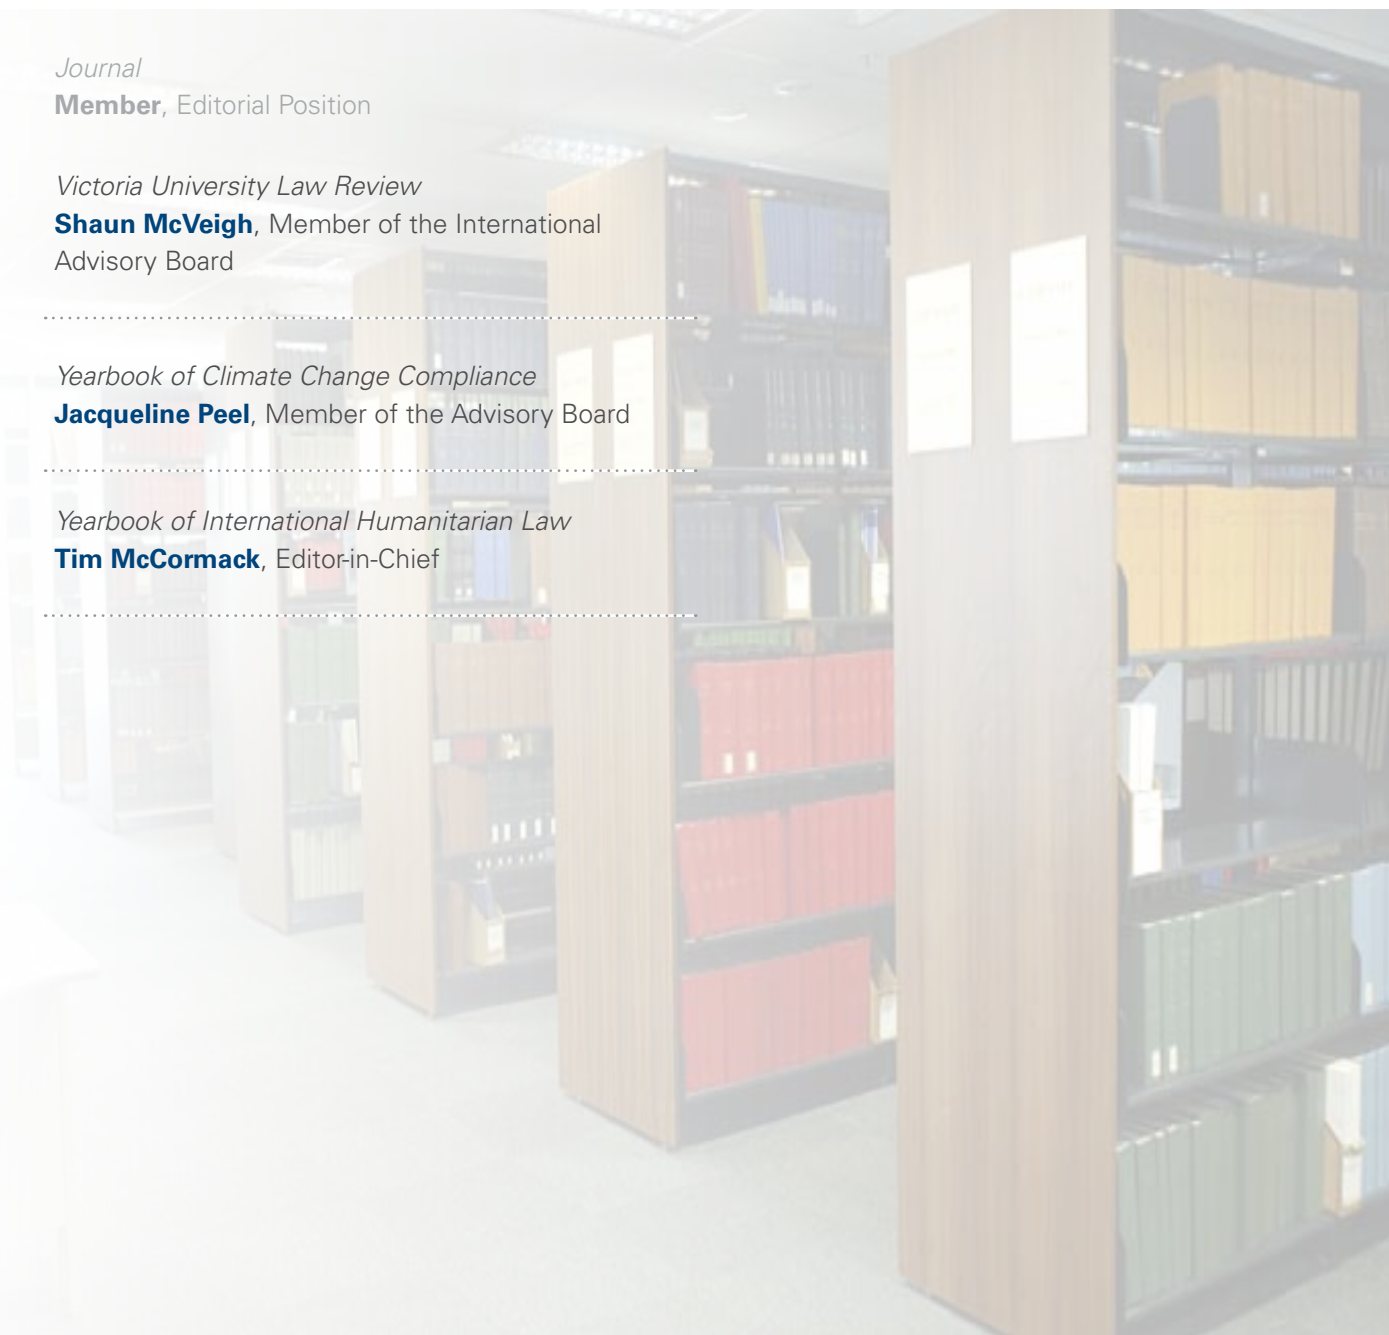 Journal
Member, Editorial Position
Victoria University Law Review
Shaun McVeigh, Member of the International
Advisory Board
Yearbook of Climate Change Compliance
Jacqueline Peel, Member of the Advisory Board
Yearbook of International Humanitarian Law
Tim McCormack, Editor-in-Chief